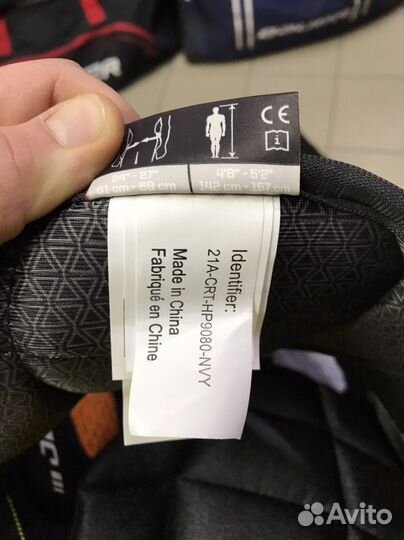 CE
i
24" - 27"
61 cm - 69 cm
4'8" - 5'2"
142 cm - 157 cm
Identifier:
21A-CRT-HP9080-NVY
Made in China
Fabriqué en Chine
Avito